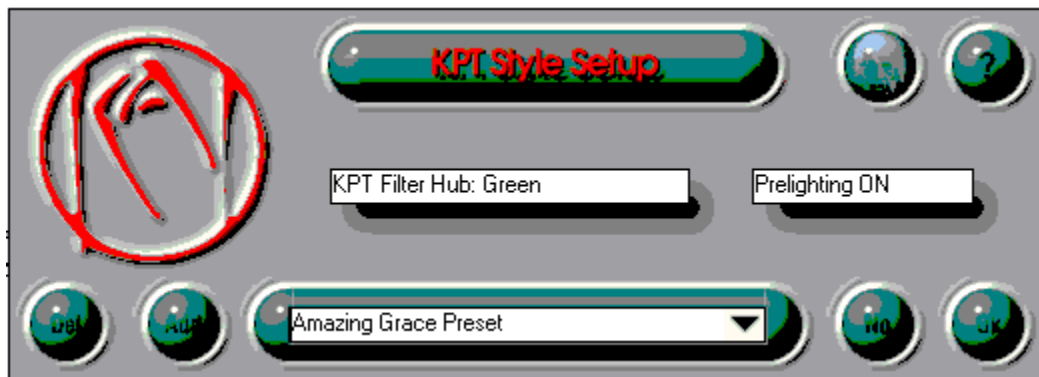 KPT Style Setup
?
KPT Filter Hub: Green
Prelighting ON
Del
Add
Amazing Grace Preset
No
OK